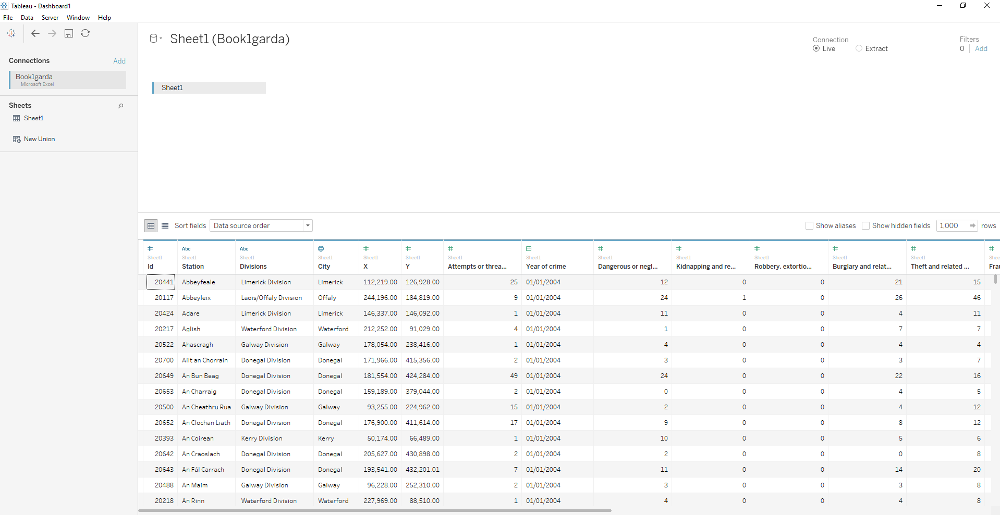 Tableau - Dashboard1
File Data Server Window Help
Connections Add
Book1garda
Microsoft Excel
Sheets
Sheet1
New Union
Sheet1 (Book1garda)
Connection
Live Extract
Filters
0 Add
Sheet1
Sort fields Data source order Show aliases Show hidden fields 1,000 rows
# Abc Abc # # # # # # # # #
Sheet1 Sheet1 Sheet1 Sheet1 Sheet1 Sheet1 Sheet1 Sheet1 Sheet1 Sheet1 Sheet1 Sheet1 Sheet1 Shee
Id Station Divisions City X Y Attempts or threa... Year of crime Dangerous or negl... Kidnapping and re... Robbery, extortio... Burglary and relat... Theft and related ... Frau
20441 Abbeyfeale Limerick Division Limerick 112,219.00 126,928.00 25 01/01/2004 12 0 0 21 15
20117 Abbeyleix Laois/Offaly Division Offaly 244,196.00 184,819.00 9 01/01/2004 24 1 0 26 46
20424 Adare Limerick Division Limerick 146,337.00 146,092.00 1 01/01/2004 11 0 0 4 11
20217 Aglish Waterford Division Waterford 212,252.00 91,029.00 4 01/01/2004 1 0 0 7 7
20522 Ahascragh Galway Division Galway 178,054.00 238,416.00 1 01/01/2004 4 0 0 4 4
20700 Ailt an Chorrain Donegal Division Donegal 171,966.00 415,356.00 2 01/01/2004 3 0 0 3 7
20649 An Bun Beag Donegal Division Donegal 181,554.00 424,284.00 49 01/01/2004 24 0 0 22 16
20653 An Charraig Donegal Division Donegal 159,189.00 379,044.00 2 01/01/2004 0 0 0 4 5
20500 An Cheathru Rua Galway Division Galway 93,255.00 224,962.00 15 01/01/2004 2 0 0 4 12
20652 An Clochan Liath Donegal Division Donegal 176,900.00 411,614.00 17 01/01/2004 9 0 0 8 12
20393 An Coirean Kerry Division Kerry 50,174.00 66,489.00 1 01/01/2004 10 0 0 5 6
20642 An Craoslach Donegal Division Donegal 205,627.00 430,898.00 2 01/01/2004 2 0 0 0 8
20643 An Fál Carrach Donegal Division Donegal 193,541.00 432,201.01 7 01/01/2004 11 0 0 14 20
20488 An Maim Galway Division Galway 96,228.00 252,310.00 2 01/01/2004 3 0 0 3 8
20218 An Rinn Waterford Division Waterford 227,969.00 88,510.00 1 01/01/2004 4 0 0 4 8